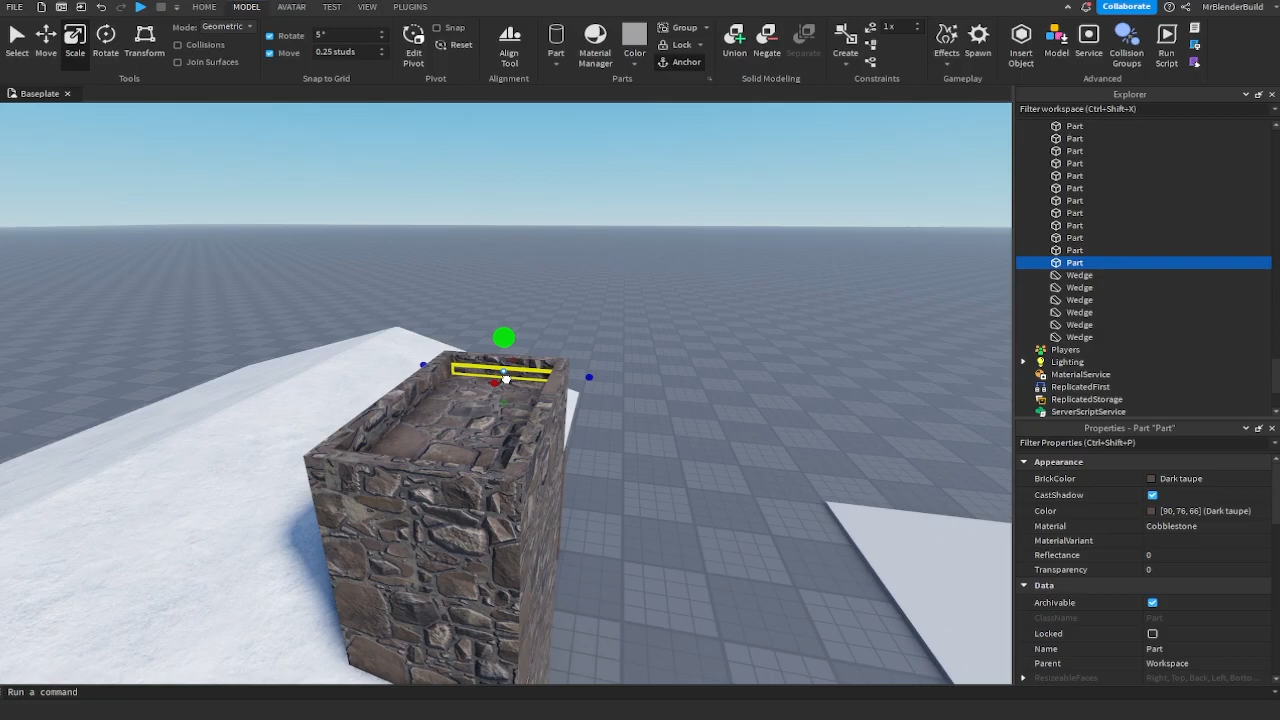 FILE HOME MODEL AVATAR TEST VIEW PLUGINS Collaborate MrBlenderBuild
Select Move Scale Rotate Transform
Mode: Geometric
Collisions
Join Surfaces
Tools
Rotate 5°
Move 0.25 studs
Snap to Grid
Edit Pivot
Snap
Reset
Pivot
Align Tool
Alignment
Part
Material Manager
Color
Group
Lock
Anchor
Parts
Union Negate Separate
Solid Modeling
Create
1x
Constraints
Effects Spawn
Gameplay
Insert Object
Model
Service
Collision Groups
Run Script
Advanced
Baseplate
Explorer
Filter workspace (Ctrl+Shift+X)
Part
Part
Part
Part
Part
Part
Part
Part
Part
Part
Part
Part
Wedge
Wedge
Wedge
Wedge
Wedge
Wedge
Players
Lighting
MaterialService
ReplicatedFirst
ReplicatedStorage
ServerScriptService
Properties - Part "Part"
Filter Properties (Ctrl+Shift+P)
Appearance
BrickColor Dark taupe
CastShadow
Color [90, 76, 66] (Dark taupe)
Material Cobblestone
MaterialVariant
Reflectance 0
Transparency 0
Data
Archivable
ClassName Part
Locked
Name Part
Parent Workspace
ResizeableFaces Right, Top, Back, Left, Botto...
Run a command